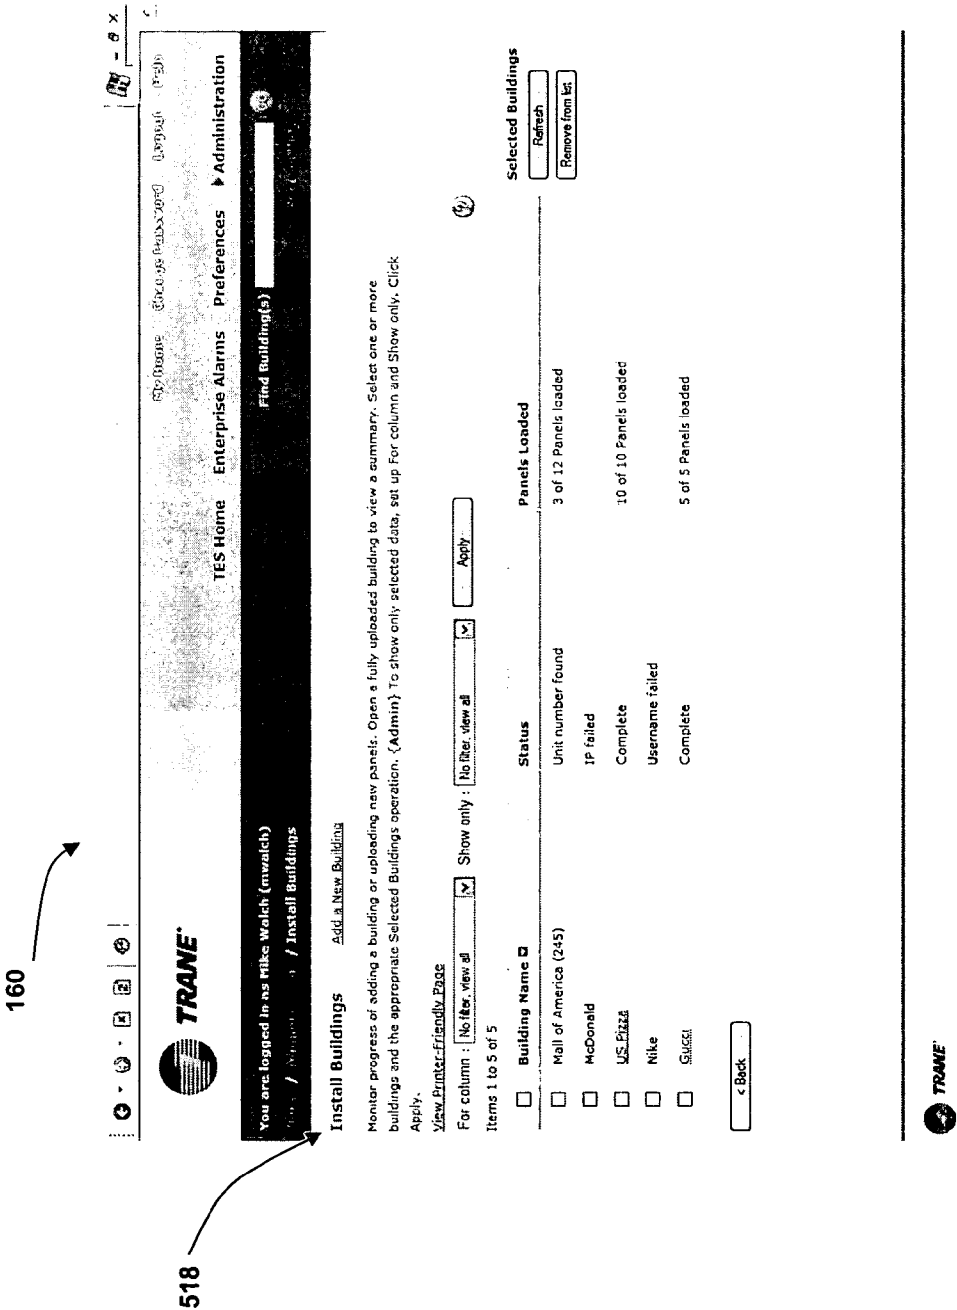 160
518
My Home Change Password Logout Help
TRANE
TES Home Enterprise Alarms Preferences Administration
You are logged in as Mike Walch (mwalch) Find Building(s) Go
/ Install Buildings
Install Buildings Add a New Building
Monitor progress of adding a building or uploading new panels. Open a fully uploaded building to view a summary. Select one or more
buildings and the appropriate Selected Buildings operation. {Admin} To show only selected data, set up For column and Show only. Click
Apply.
View Printer-Friendly Page
For column : No filter, view all Show only : No filter, view all Apply
Items 1 to 5 of 5
Selected Buildings
Building Name Status Panels Loaded
Refresh
Mall of America (245) Unit number found 3 of 12 Panels loaded
Remove from list
McDonald IP failed
US Pizza Complete 10 of 10 Panels loaded
Nike Username failed
Gucci Complete 5 of 5 Panels loaded
< Back
TRANE